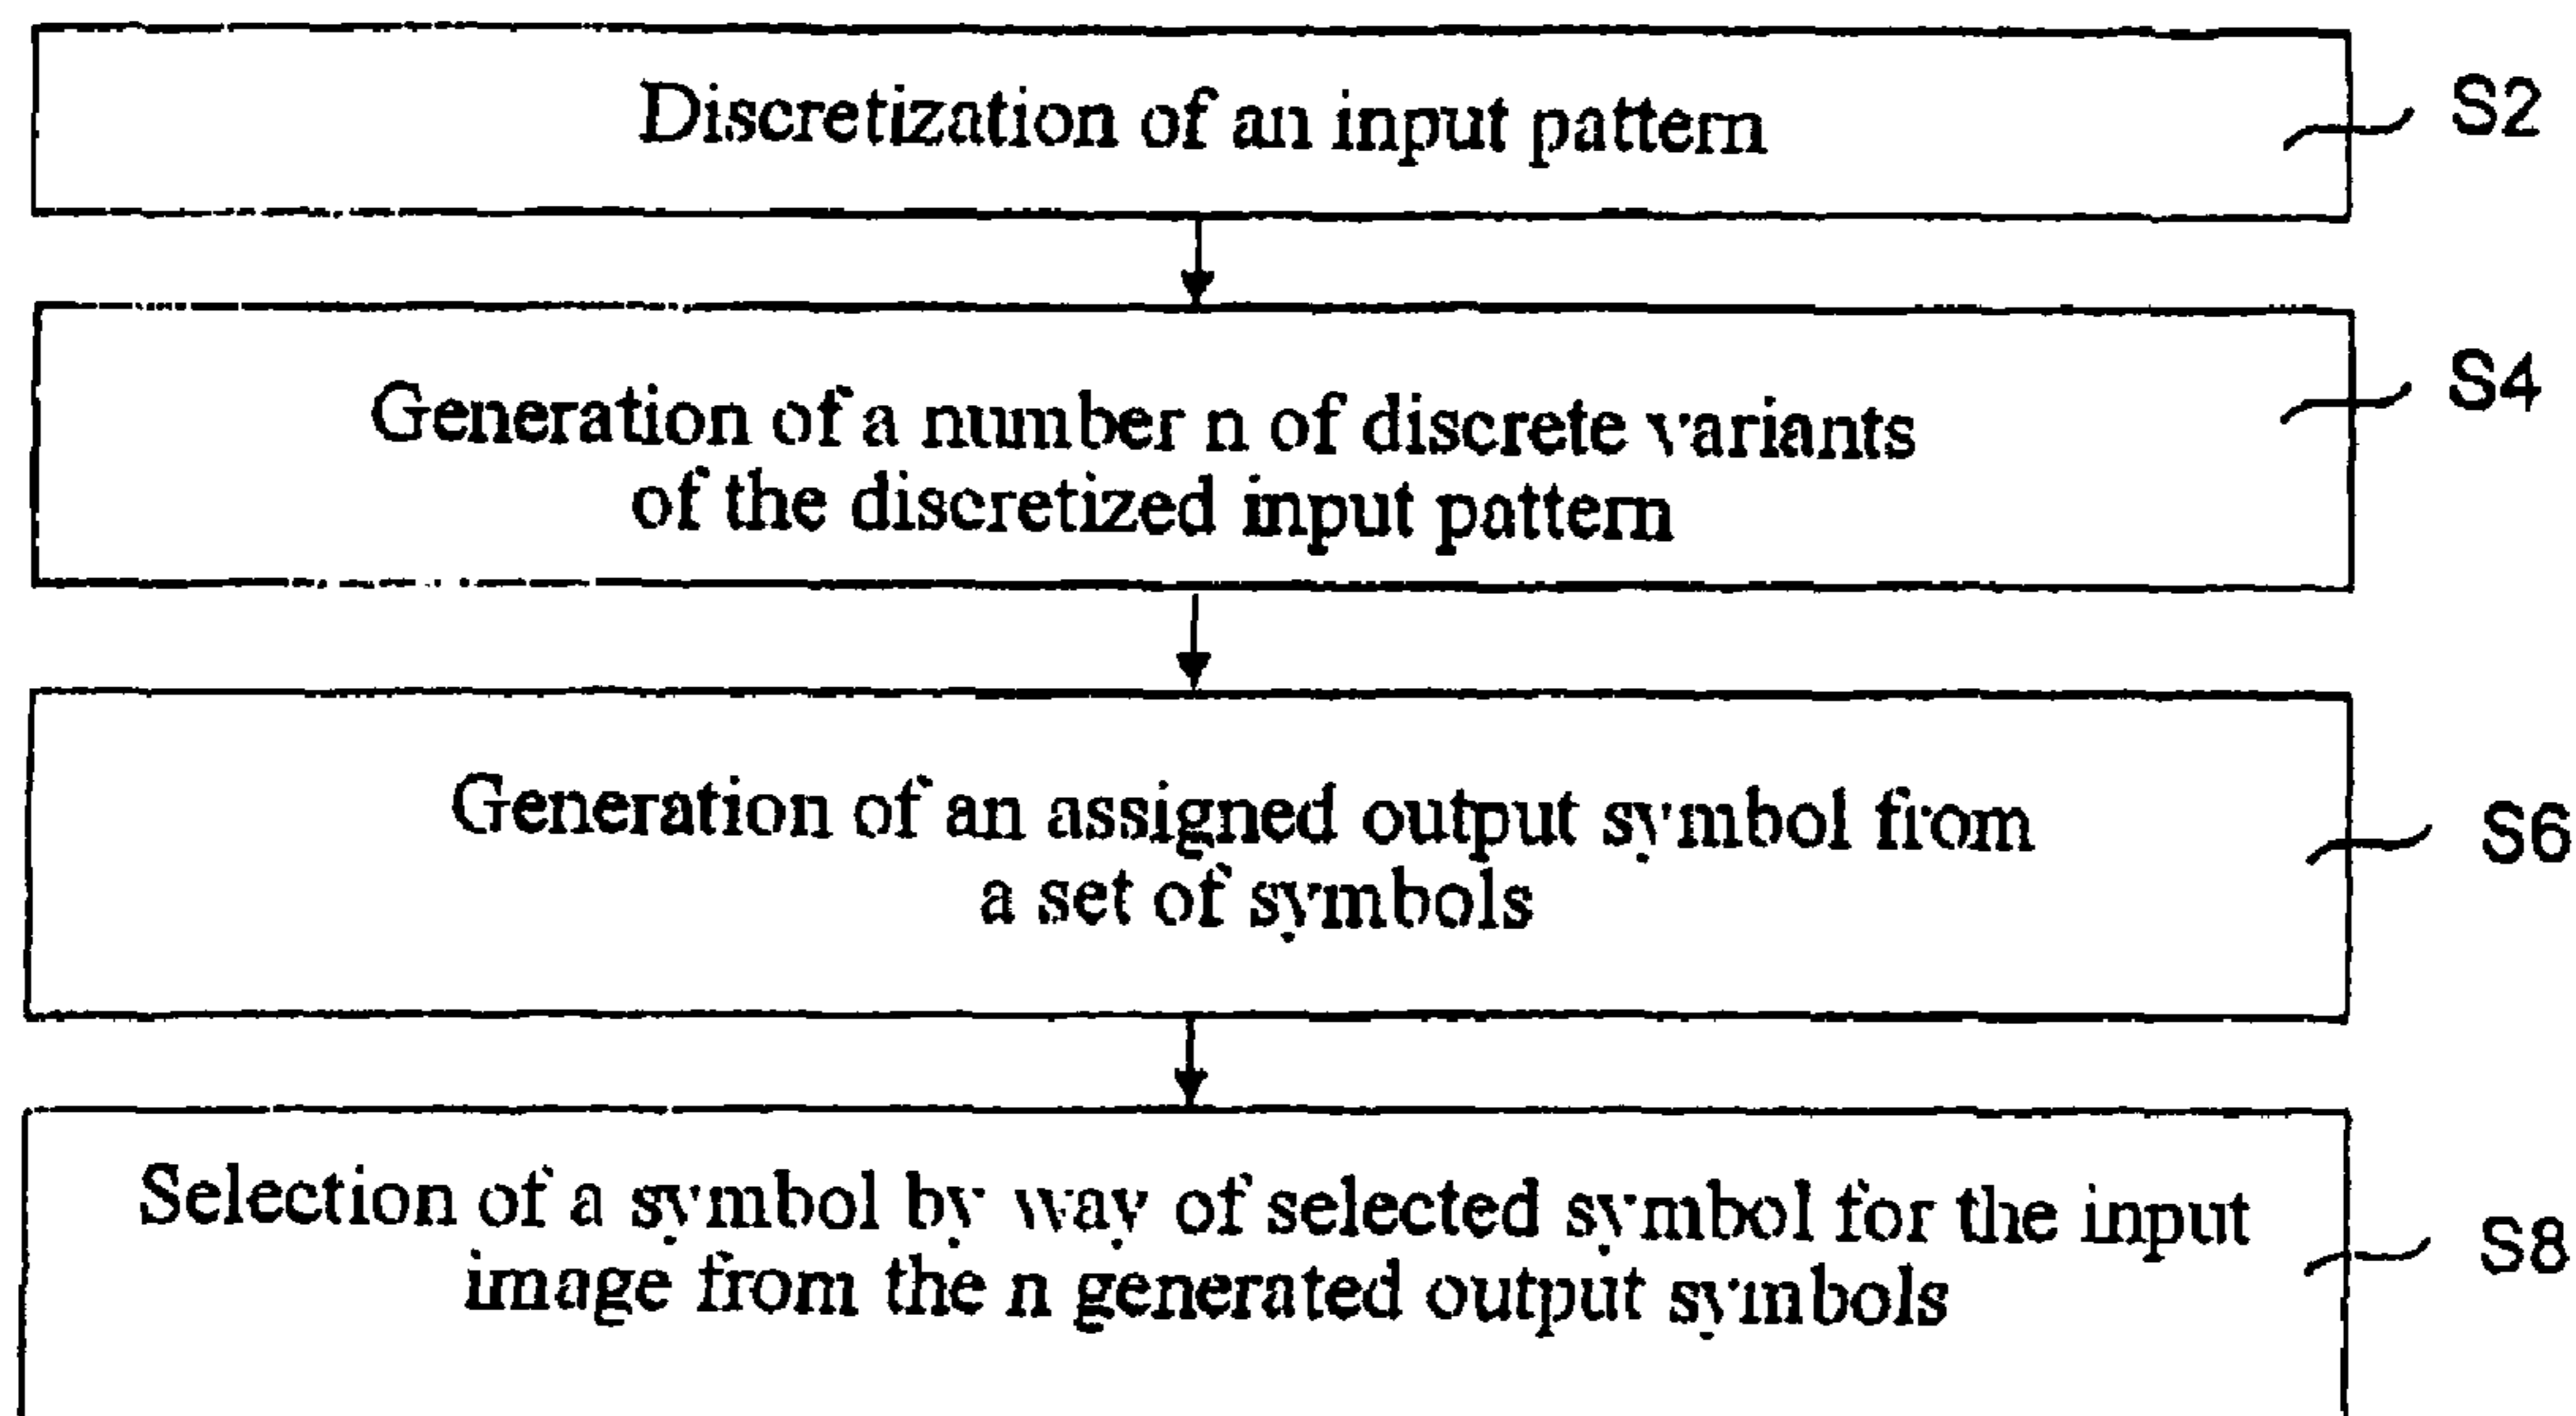 Discretization of an input pattern
S2
Generation of a number n of discrete variants
of the discretized input pattern
S4
Generation of an assigned output symbol from
a set of symbols
S6
Selection of a symbol by way of selected symbol for the input
image from the n generated output symbols
S8